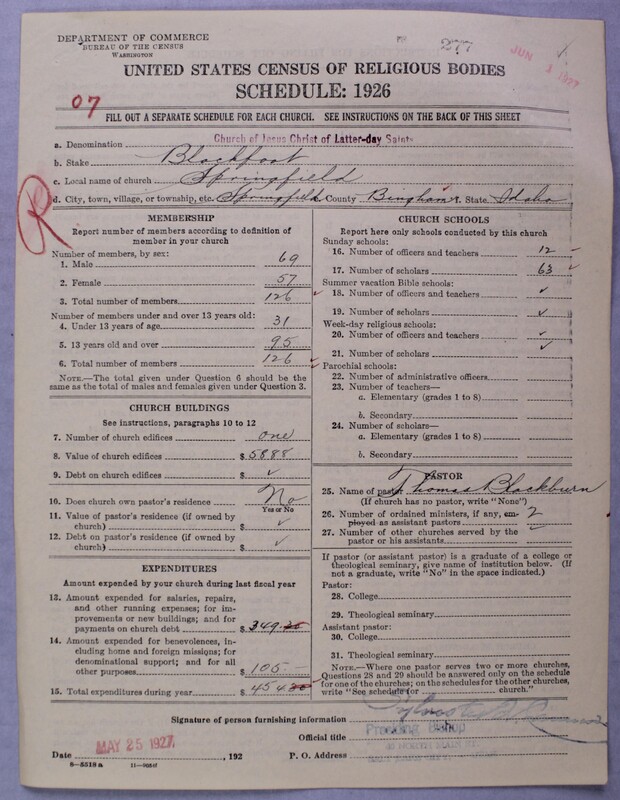 DEPARTMENT OF COMMERCE
BUREAU OF THE CENSUS
WASHINGTON
277
JUN 1 1927
UNITED STATES CENSUS OF RELIGIOUS BODIES
SCHEDULE: 1926
07
FILL OUT A SEPARATE SCHEDULE FOR EACH CHURCH. SEE INSTRUCTIONS ON THE BACK OF THIS SHEET
a. Denomination Church of Jesus Christ of Latter-day Saints
b. Stake Blackfoot
c. Local name of church Springfield
d. City, town, village, or township, etc. Springfield County Bingham State Idaho
MEMBERSHIP
Report number of members according to definition of member in your church
Number of members, by sex:
1. Male 69
2. Female 57
3. Total number of members 126
Number of members under and over 13 years old:
4. Under 13 years of age 31
5. 13 years old and over 95
6. Total number of members 126
NOTE.—The total given under Question 6 should be the same as the total of males and females given under Question 3.
CHURCH BUILDINGS
See instructions, paragraphs 10 to 12
7. Number of church edifices one
8. Value of church edifices $ 5888
9. Debt on church edifices $ ✓
10. Does church own pastor's residence No
Yes or No
11. Value of pastor's residence (if owned by church) $ ✓
12. Debt on pastor's residence (if owned by church) $ ✓
EXPENDITURES
Amount expended by your church during last fiscal year
13. Amount expended for salaries, repairs, and other running expenses; for improvements or new buildings; and for payments on church debt $ 349
14. Amount expended for benevolences, including home and foreign missions; for denominational support; and for all other purposes $ 105 —
15. Total expenditures during year $ 454
CHURCH SCHOOLS
Report here only schools conducted by this church
Sunday schools:
16. Number of officers and teachers 12
17. Number of scholars 63
Summer vacation Bible schools:
18. Number of officers and teachers ✓
19. Number of scholars ✓
Week-day religious schools:
20. Number of officers and teachers ✓
21. Number of scholars ✓
Parochial schools:
22. Number of administrative officers
23. Number of teachers—
a. Elementary (grades 1 to 8)
b. Secondary
24. Number of scholars—
a. Elementary (grades 1 to 8)
b. Secondary
PASTOR
25. Name of pastor Thomas Blackburn
(If church has no pastor, write "None")
26. Number of ordained ministers, if any, employed as assistant pastors 2
27. Number of other churches served by the pastor or his assistants ✓
If pastor (or assistant pastor) is a graduate of a college or theological seminary, give name of institution below. (If not a graduate, write "No" in the space indicated.)
Pastor:
28. College
29. Theological seminary
Assistant pastor:
30. College
31. Theological seminary
NOTE.—Where one pastor serves two or more churches, Questions 28 and 29 should be answered only on the schedule for one of the churches; on the schedules for the other churches, write "See schedule for church."
Signature of person furnishing information
Official title Presiding Bishop
Date MAY 25 1927, 192
P. O. Address
8-5518 a